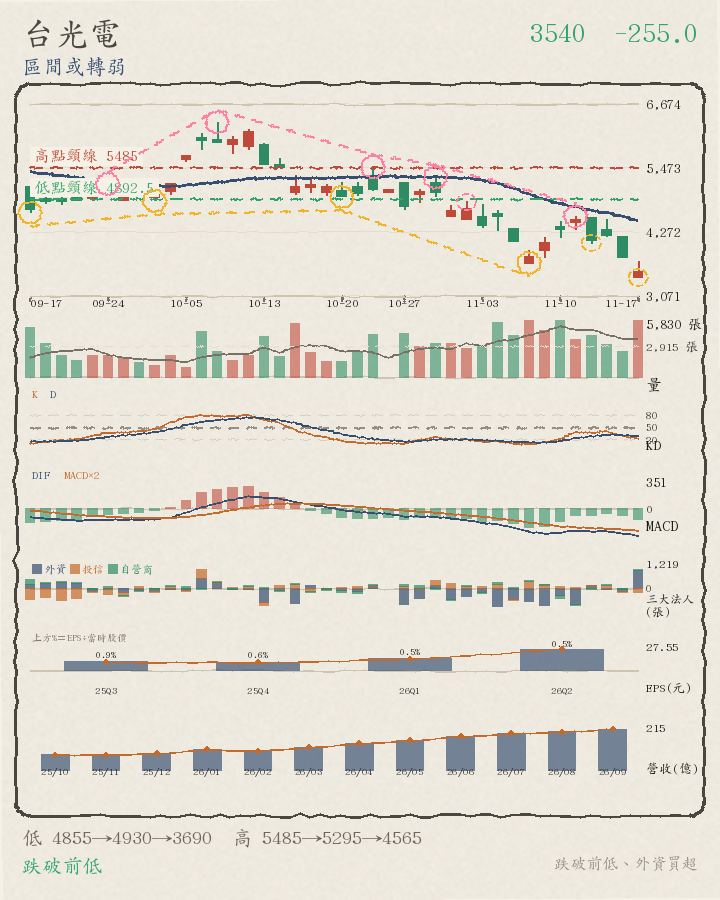 台光電
3540 -255.0
區間或轉弱
6,674
高點頸線 5485
5,473
低點頸線 4892.5
4,272
3,071
09-17 09-24 10-05 10-13 10-20 10-27 11-03 11-10 11-17
5,830 張
2,915 張
量
K D
80
50
20
KD
DIF MACD×2
351
0
MACD
外資 投信 自營商
1,219
0
三大法人
(張)
上方%=EPS÷當時股價
27.55
0.9% 0.6% 0.5% 0.5%
25Q3 25Q4 26Q1 26Q2
EPS(元)
215
25/10 25/11 25/12 26/01 26/02 26/03 26/04 26/05 26/06 26/07 26/08 26/09
營收(億)
低 4855→4930→3690 高 5485→5295→4565
跌破前低
跌破前低、外資買超